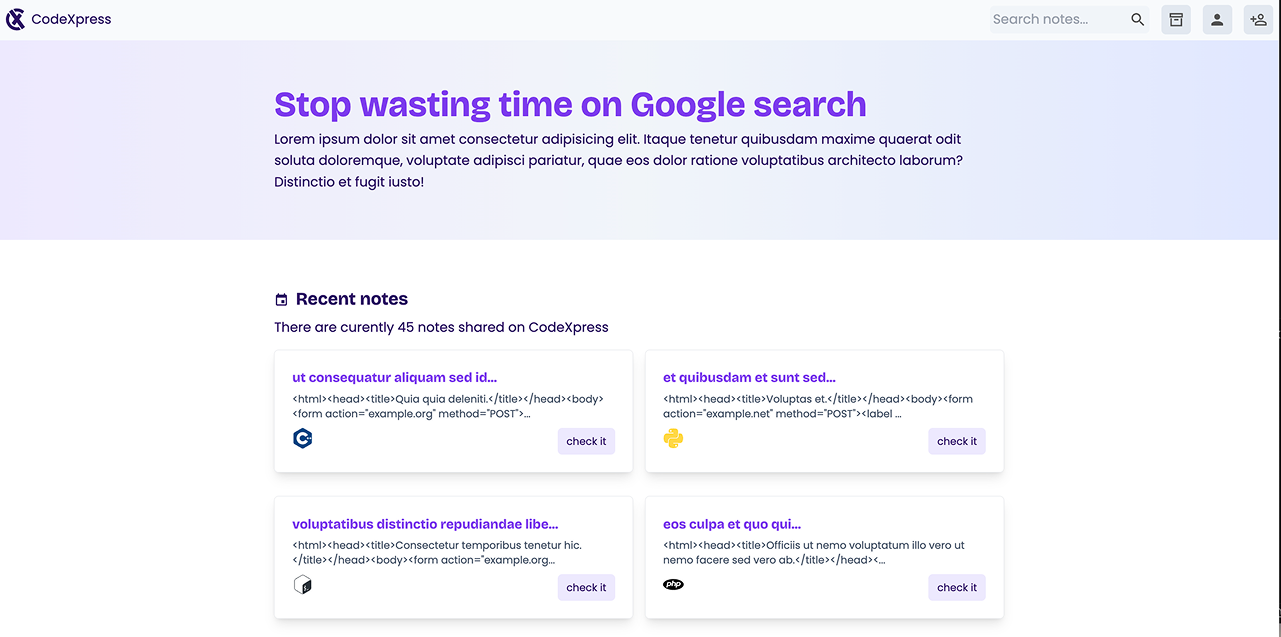 CodeXpress
Search notes...
Stop wasting time on Google search
Lorem ipsum dolor sit amet consectetur adipisicing elit. Itaque tenetur quibusdam maxime quaerat odit
soluta doloremque, voluptate adipisci pariatur, quae eos dolor ratione voluptatibus architecto laborum?
Distinctio et fugit iusto!
Recent notes
There are curently 45 notes shared on CodeXpress
ut consequatur aliquam sed id...
<html><head><title>Quia quia deleniti.</title></head><body>
<form action="example.org" method="POST">...
check it
et quibusdam et sunt sed...
<html><head><title>Voluptas et.</title></head><body><form
action="example.net" method="POST"><label ...
check it
voluptatibus distinctio repudiandae libe...
<html><head><title>Consectetur temporibus tenetur hic.
</title></head><body><form action="example.org...
check it
eos culpa et quo qui...
<html><head><title>Officiis ut nemo voluptatum illo vero ut
nemo facere sed vero ab.</title></head><...
php
check it